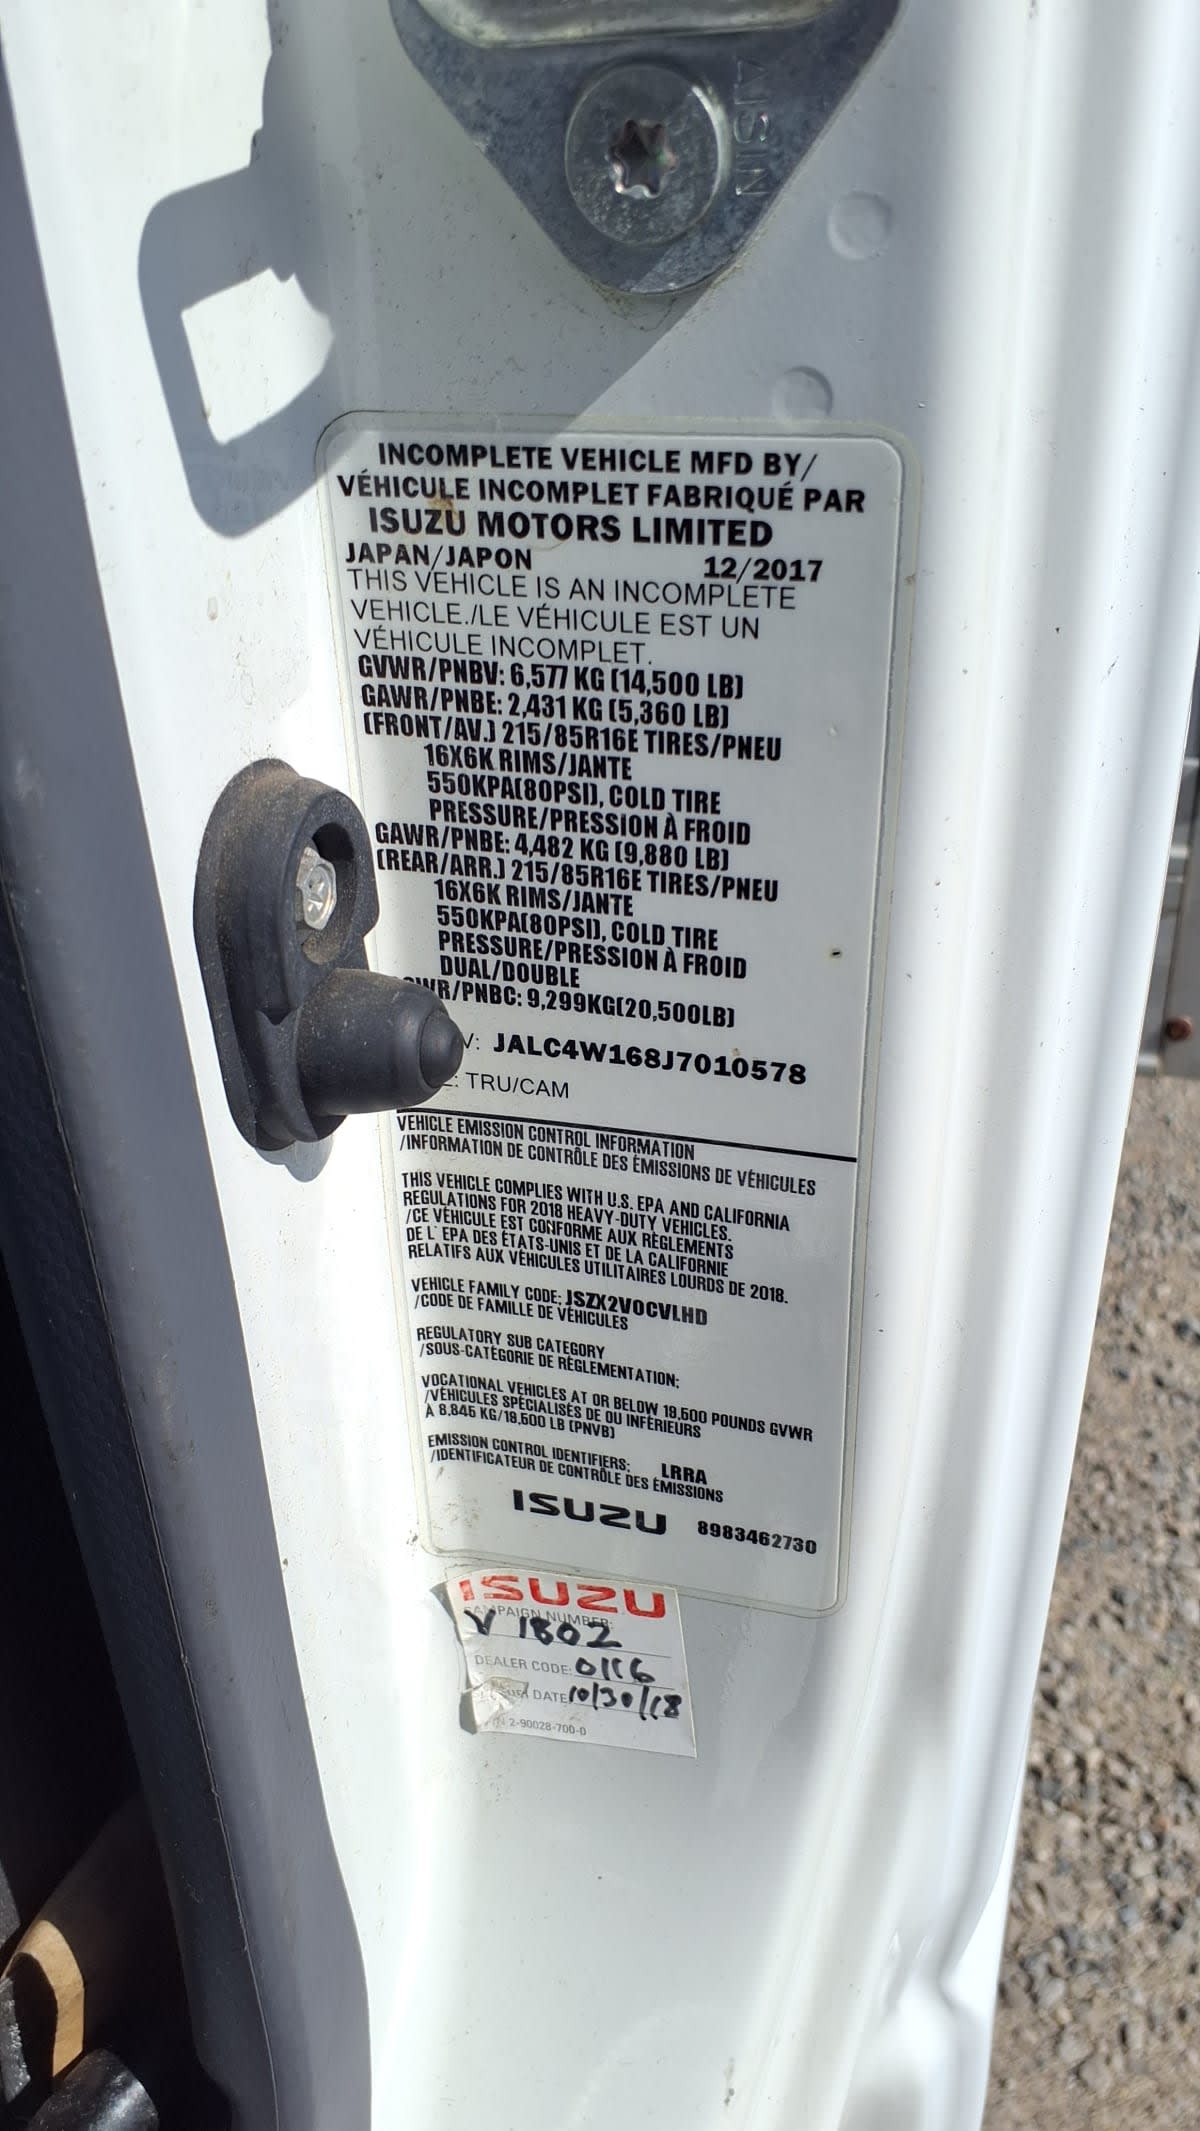 AISIN
INCOMPLETE VEHICLE MFD BY/
VÉHICULE INCOMPLET FABRIQUÉ PAR
ISUZU MOTORS LIMITED
JAPAN/JAPON 12/2017
THIS VEHICLE IS AN INCOMPLETE
VEHICLE./LE VÉHICULE EST UN
VÉHICULE INCOMPLET.
GVWR/PNBV: 6,577 KG (14,500 LB)
GAWR/PNBE: 2,431 KG (5,360 LB)
(FRONT/AV.) 215/85R16E TIRES/PNEU
16X6K RIMS/JANTE
550KPA(80PSI), COLD TIRE
PRESSURE/PRESSION À FROID
GAWR/PNBE: 4,482 KG (9,880 LB)
(REAR/ARR.) 215/85R16E TIRES/PNEU
16X6K RIMS/JANTE
550KPA(80PSI), COLD TIRE
PRESSURE/PRESSION À FROID
DUAL/DOUBLE
WR/PNBC: 9,299KG(20,500LB)
V: JALC4W168J7010578
: TRU/CAM
VEHICLE EMISSION CONTROL INFORMATION
/INFORMATION DE CONTRÔLE DES ÉMISSIONS DE VÉHICULES
THIS VEHICLE COMPLIES WITH U.S. EPA AND CALIFORNIA
REGULATIONS FOR 2018 HEAVY-DUTY VEHICLES.
/CE VÉHICULE EST CONFORME AUX RÈGLEMENTS
DE L' EPA DES ÉTATS-UNIS ET DE LA CALIFORNIE
RELATIFS AUX VÉHICULES UTILITAIRES LOURDS DE 2018.
VEHICLE FAMILY CODE: JSZX2VOCVLHD
/CODE DE FAMILLE DE VÉHICULES
REGULATORY SUB CATEGORY
/SOUS-CATÉGORIE DE RÉGLEMENTATION:
VOCATIONAL VEHICLES AT OR BELOW 19,500 POUNDS GVWR
/VÉHICULES SPÉCIALISÉS DE OU INFÉRIEURS
À 8,845 KG/19,500 LB (PNVB)
EMISSION CONTROL IDENTIFIERS: LRRA
/IDENTIFICATEUR DE CONTRÔLE DES ÉMISSIONS
ISUZU 8983462730
ISUZU
CAMPAIGN NUMBER:
V 1802
DEALER CODE: 0116
DATE 10/30/18
P/N 2-90028-700-0